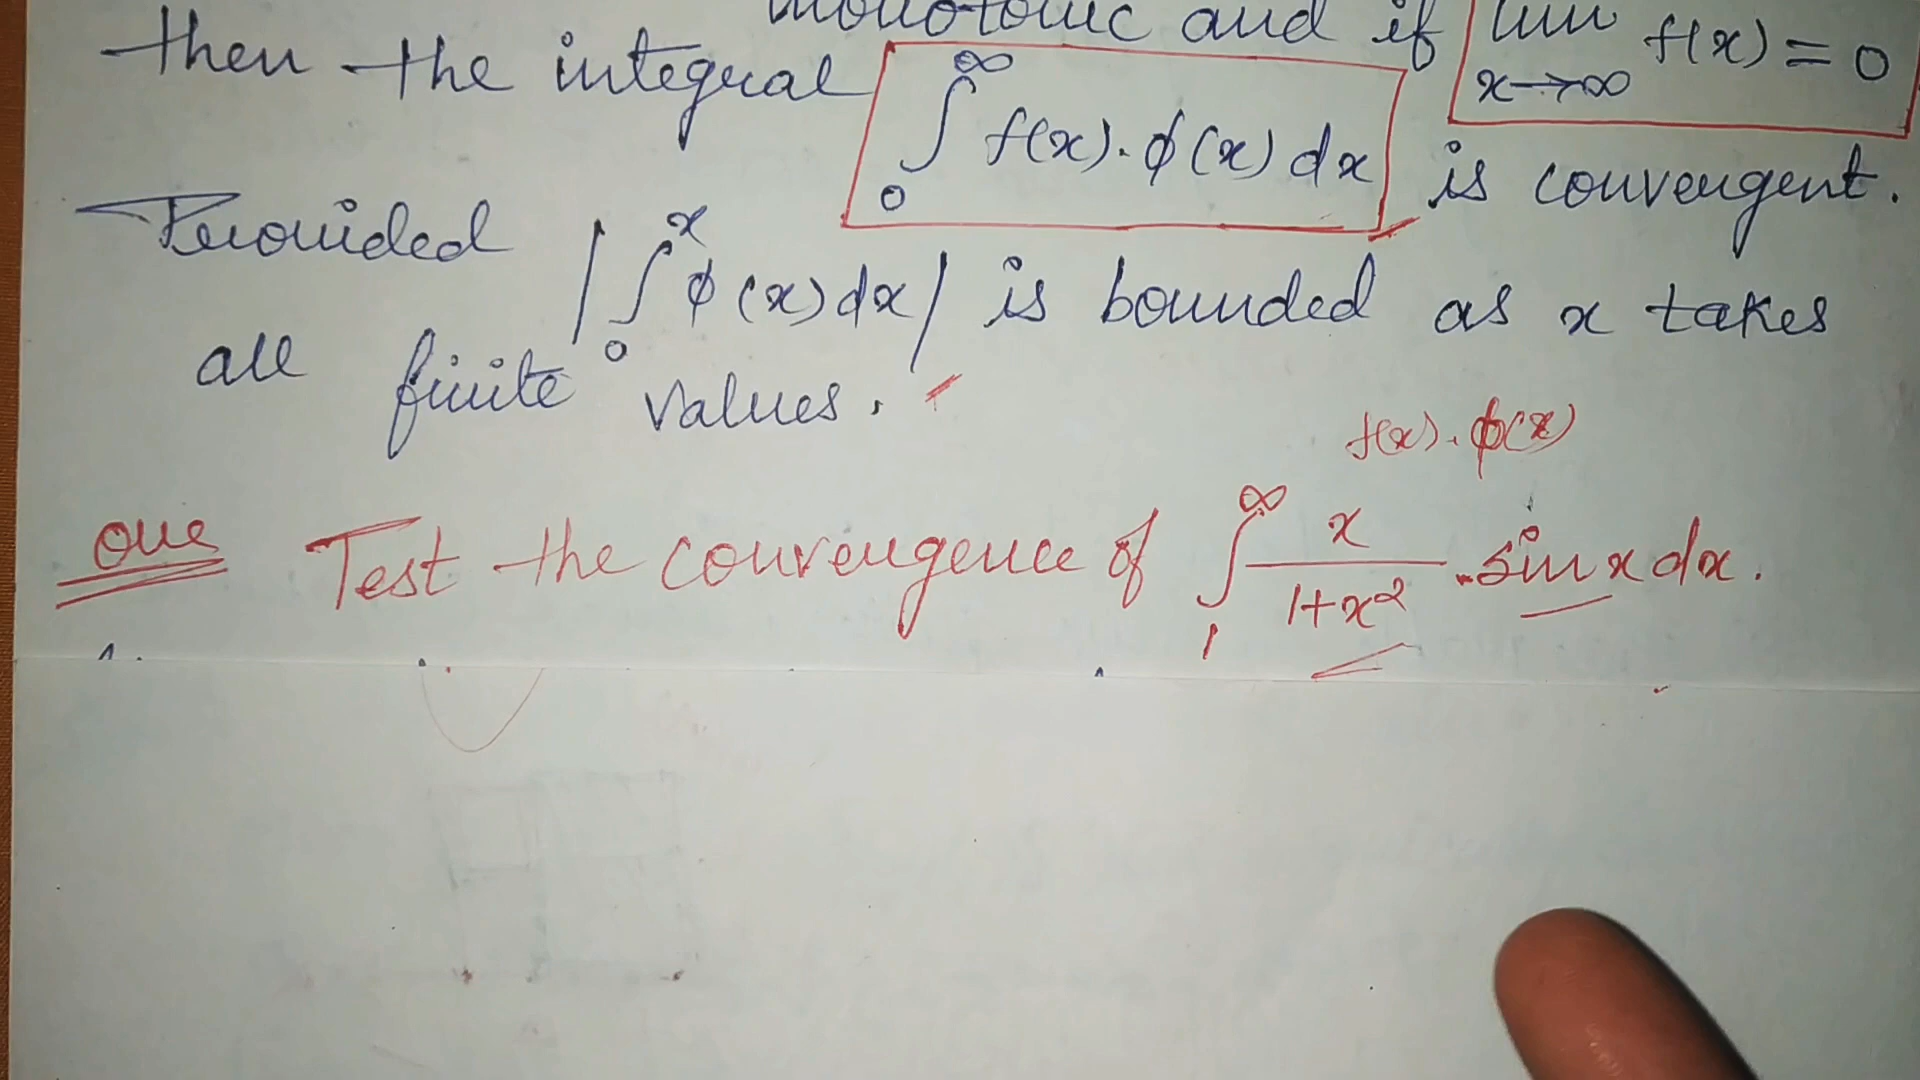 monotonic and if lim f(x) = 0
x→∞
then the integral ∫₀^∞ f(x). ϕ(x) dx is convergent.
Provided |∫₀^x ϕ(x) dx| is bounded as x takes
all finite values.
f(x). ϕ(x)
Que Test the convergence of ∫₁^∞ x/(1+x²) . sin x dx.